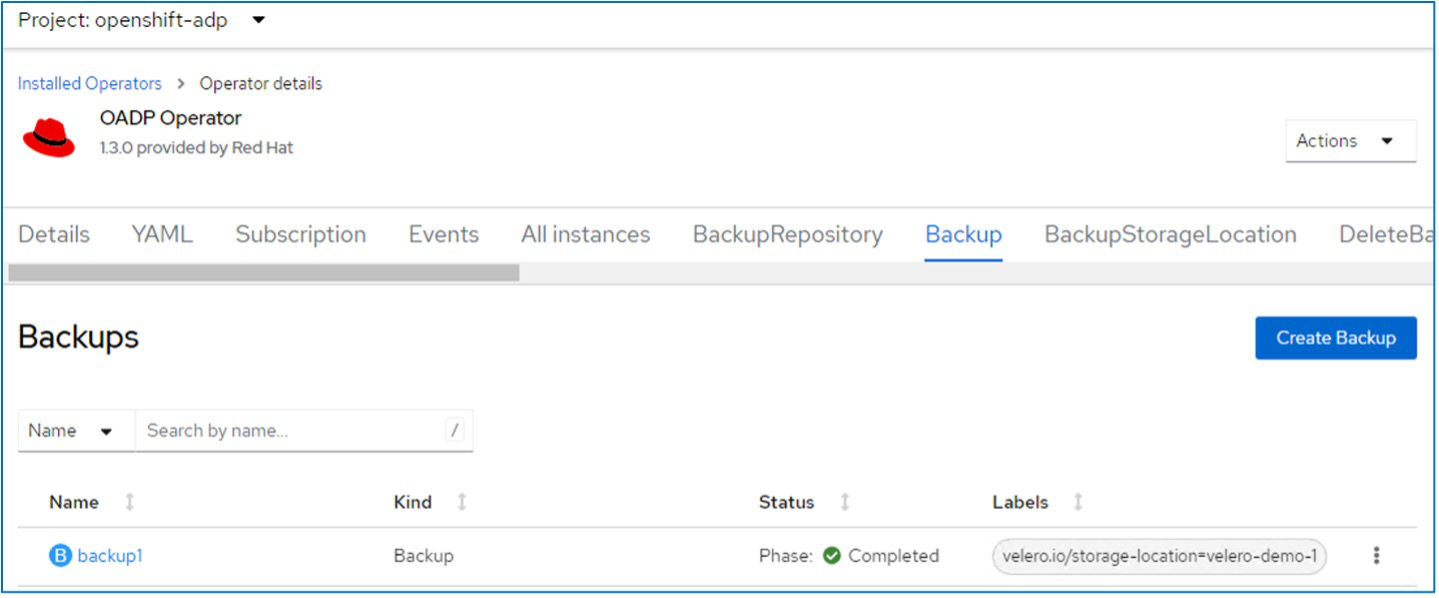 Project: openshift-adp
Installed Operators > Operator details
OADP Operator
1.3.0 provided by Red Hat
Actions
Details YAML Subscription Events All instances BackupRepository Backup BackupStorageLocation DeleteBa
Backups
Create Backup
Name Search by name... /
Name Kind Status Labels
B backup1 Backup Phase: Completed velero.io/storage-location=velero-demo-1